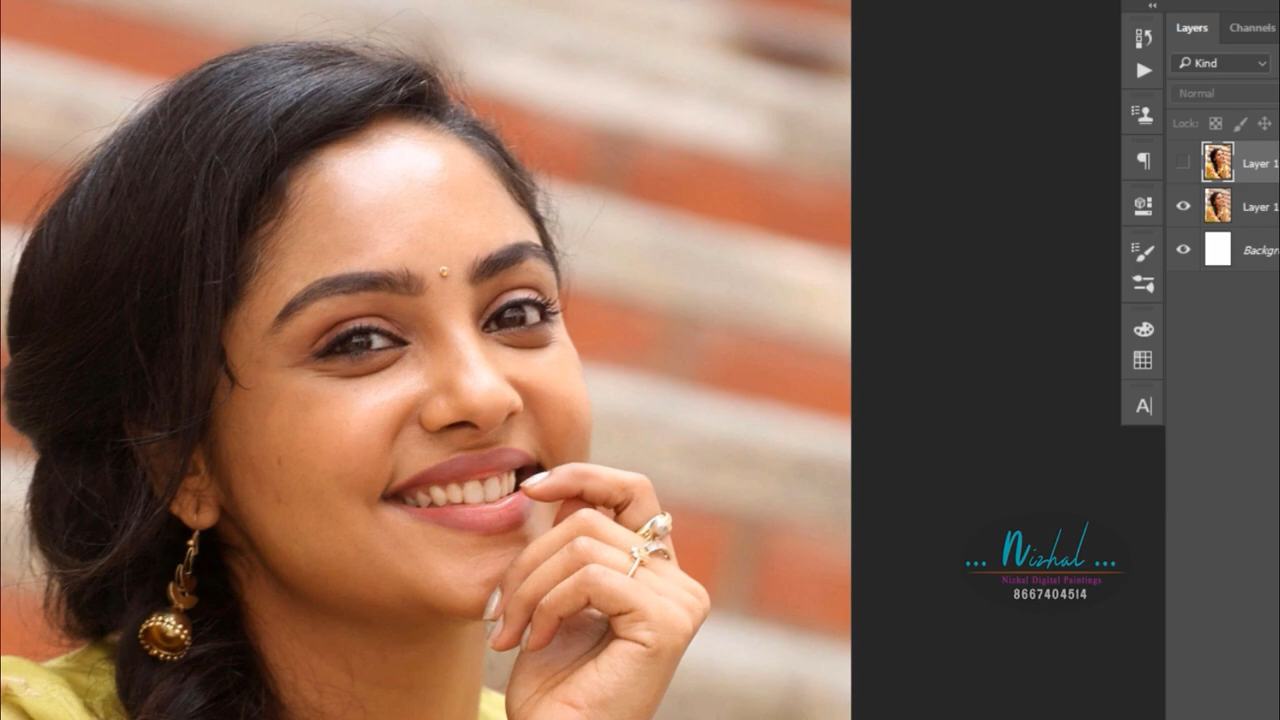 Layers Channels
Kind
Normal
Lock:
Layer 1
Layer 1
Backgr
A
... Nizhal ...
Nizhal Digital Paintings
8667404514